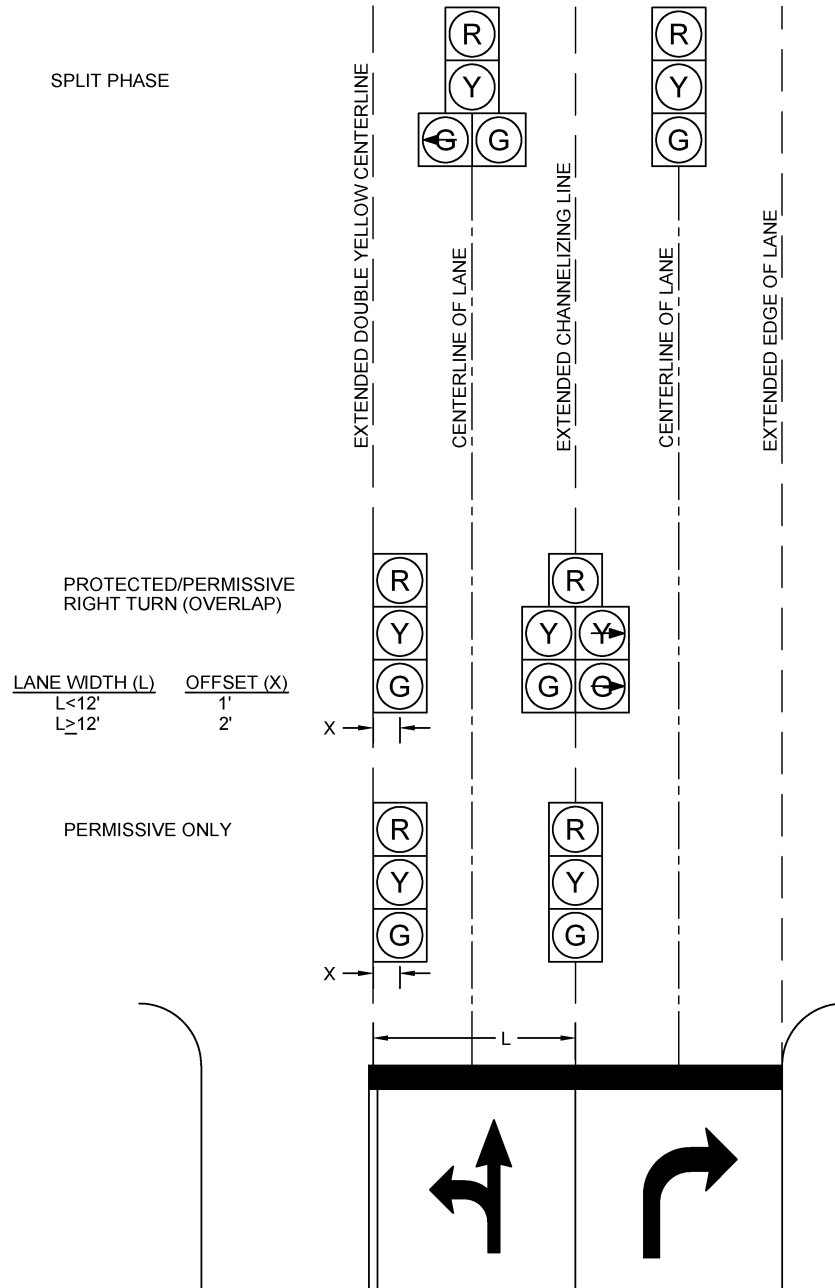 R
R
SPLIT PHASE
Y
Y
G
G
G
EXTENDED DOUBLE YELLOW CENTERLINE
CENTERLINE OF LANE
EXTENDED CHANNELIZING LINE
CENTERLINE OF LANE
EXTENDED EDGE OF LANE
PROTECTED/PERMISSIVE
RIGHT TURN (OVERLAP)
R
R
Y
Y
Y
G
G
G
LANE WIDTH (L) OFFSET (X)
L<12' 1'
L≥12' 2'
X
PERMISSIVE ONLY
R
R
Y
Y
G
G
X
L